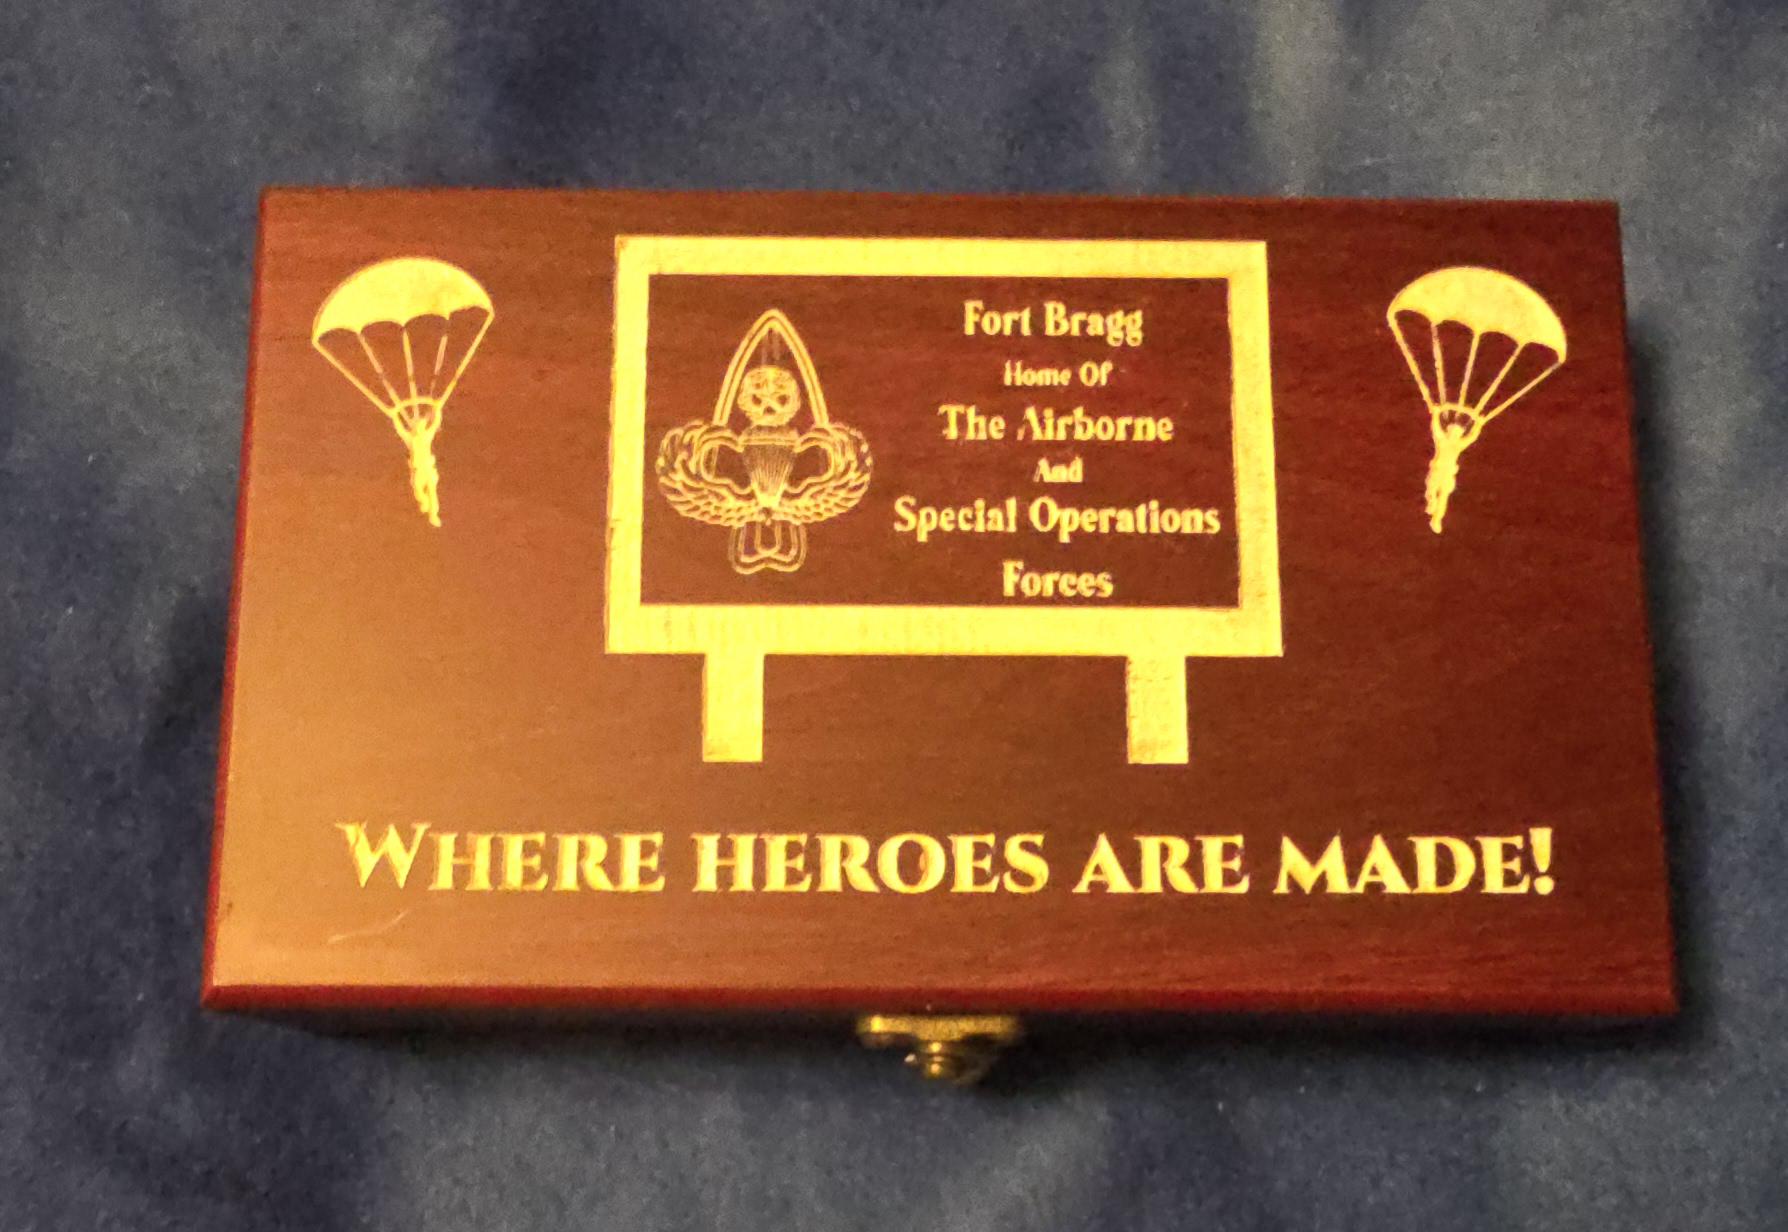 Fort Bragg
Home Of
The Airborne
And
Special Operations
Forces
WHERE HEROES ARE MADE!